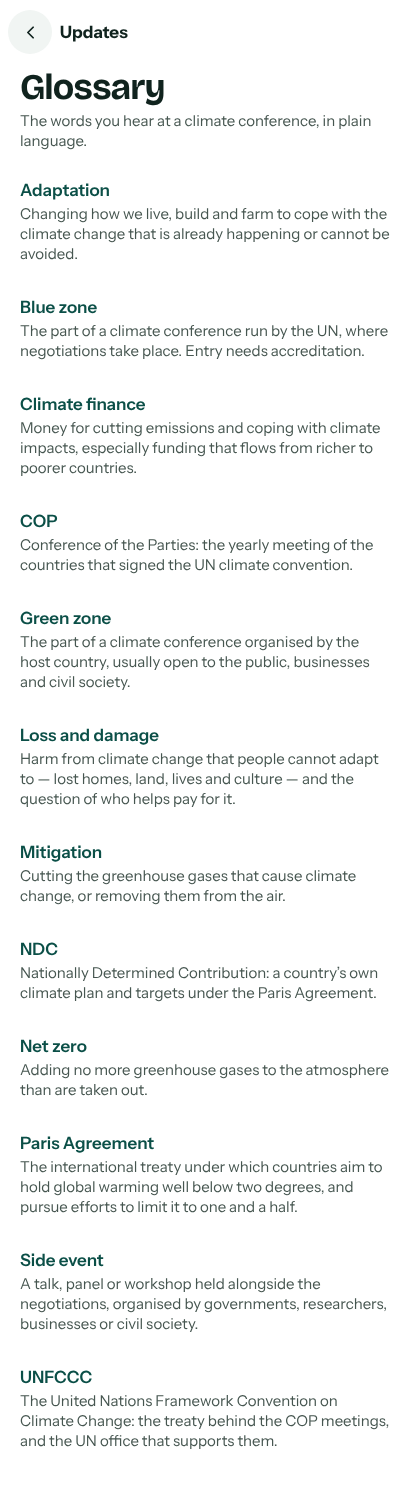 Updates
Glossary
The words you hear at a climate conference, in plain
language.
Adaptation
Changing how we live, build and farm to cope with the
climate change that is already happening or cannot be
avoided.
Blue zone
The part of a climate conference run by the UN, where
negotiations take place. Entry needs accreditation.
Climate finance
Money for cutting emissions and coping with climate
impacts, especially funding that flows from richer to
poorer countries.
COP
Conference of the Parties: the yearly meeting of the
countries that signed the UN climate convention.
Green zone
The part of a climate conference organised by the
host country, usually open to the public, businesses
and civil society.
Loss and damage
Harm from climate change that people cannot adapt
to — lost homes, land, lives and culture — and the
question of who helps pay for it.
Mitigation
Cutting the greenhouse gases that cause climate
change, or removing them from the air.
NDC
Nationally Determined Contribution: a country’s own
climate plan and targets under the Paris Agreement.
Net zero
Adding no more greenhouse gases to the atmosphere
than are taken out.
Paris Agreement
The international treaty under which countries aim to
hold global warming well below two degrees, and
pursue efforts to limit it to one and a half.
Side event
A talk, panel or workshop held alongside the
negotiations, organised by governments, researchers,
businesses or civil society.
UNFCCC
The United Nations Framework Convention on
Climate Change: the treaty behind the COP meetings,
and the UN office that supports them.